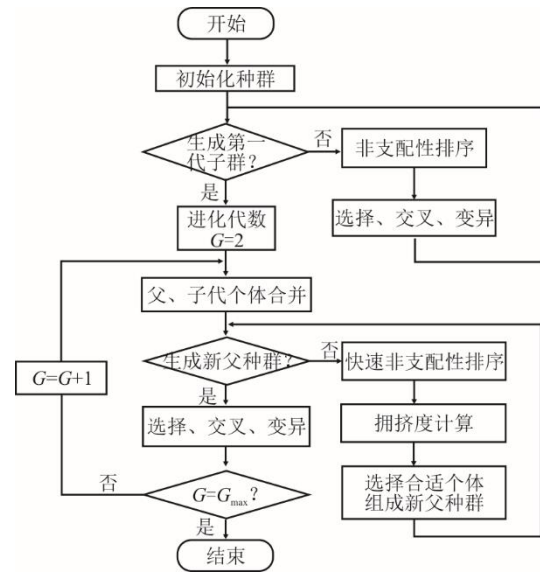 开始
初始化种群
生成第一
代子群?
否
非支配性排序
是
选择、交叉、变异
进化代数
G=2
父、子代个体合并
生成新父种群?
否
快速非支配性排序
G=G+1
是
选择、交叉、变异
拥挤度计算
否
G=Gmax?
选择合适个体
组成新父种群
是
结束